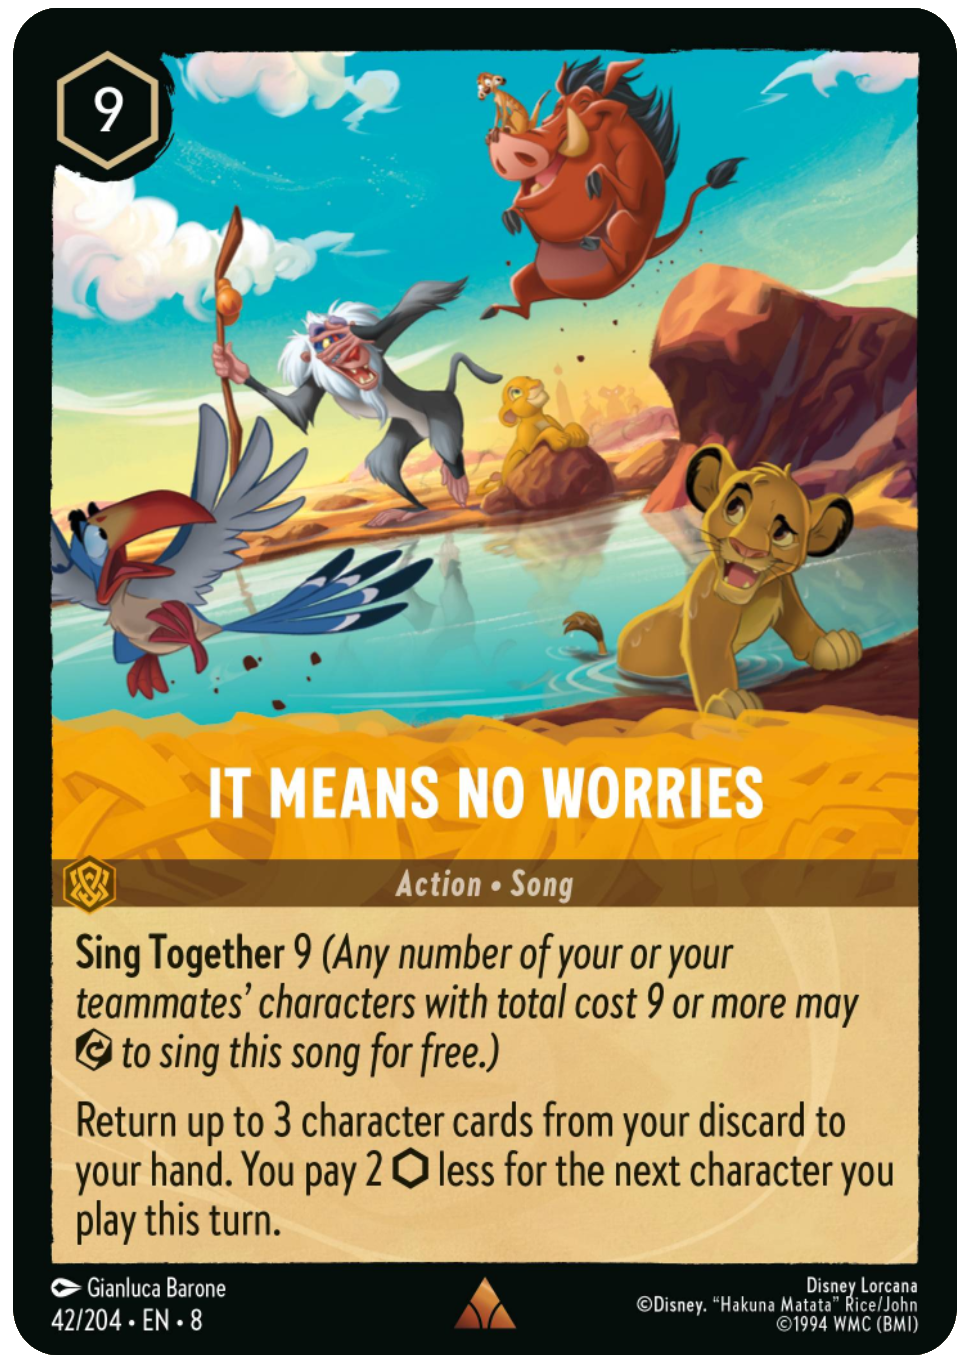 9
IT MEANS NO WORRIES
Action • Song
Sing Together 9 (Any number of your or your
teammates’ characters with total cost 9 or more may
to sing this song for free.)
Return up to 3 character cards from your discard to
your hand. You pay 2 less for the next character you
play this turn.
Gianluca Barone
42/204 • EN • 8
Disney Lorcana
©Disney. “Hakuna Matata” Rice/John
©1994 WMC (BMI)